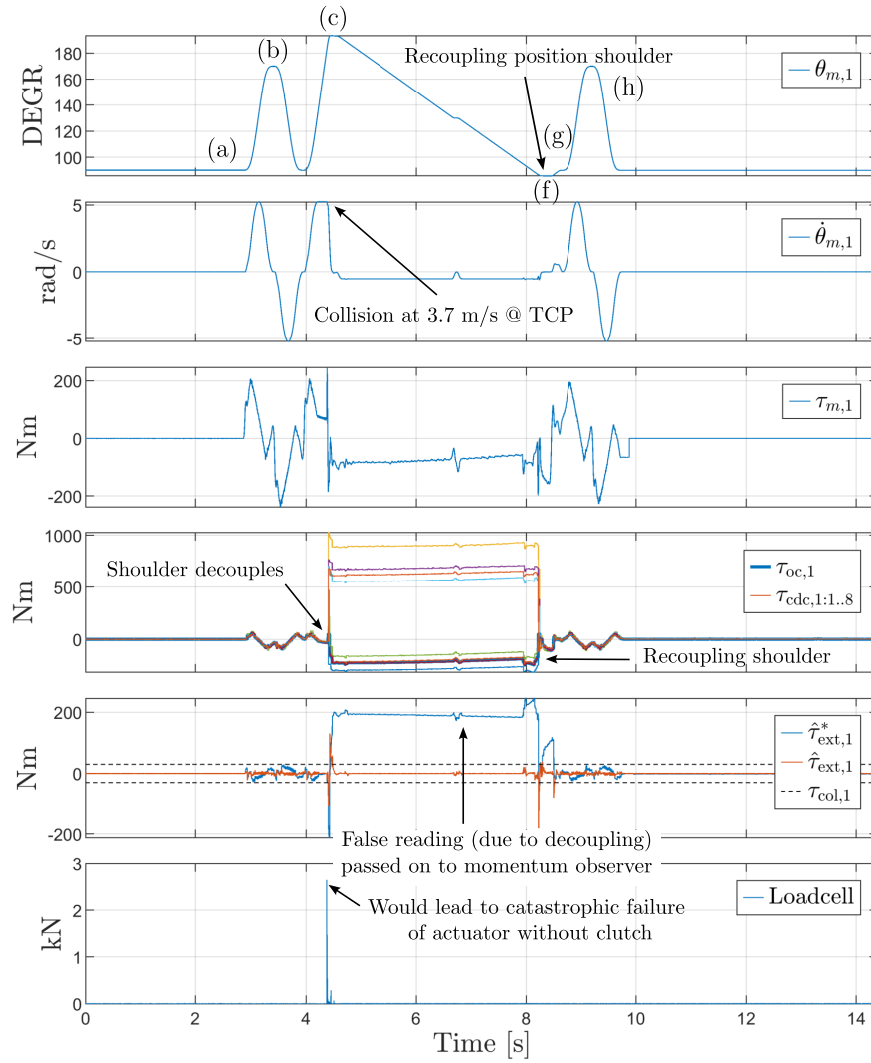 (c)
(b)
Recoupling position shoulder
θ_{m,1}
180
160
140
120
100
DEGR
(a)
(g)
(h)
(f)
5
0
-5
rad/s
θ̇_{m,1}
Collision at 3.7 m/s @ TCP
200
0
-200
Nm
τ_{m,1}
1000
500
0
Nm
Shoulder decouples
τ_{oc,1}
τ_{cdc,1:1..8}
Recoupling shoulder
200
0
-200
Nm
τ̂*_{ext,1}
τ̂_{ext,1}
τ_{col,1}
False reading (due to decoupling)
passed on to momentum observer
3
2
1
0
kN
Loadcell
Would lead to catastrophic failure
of actuator without clutch
0 2 4 6 8 10 12 14
Time [s]